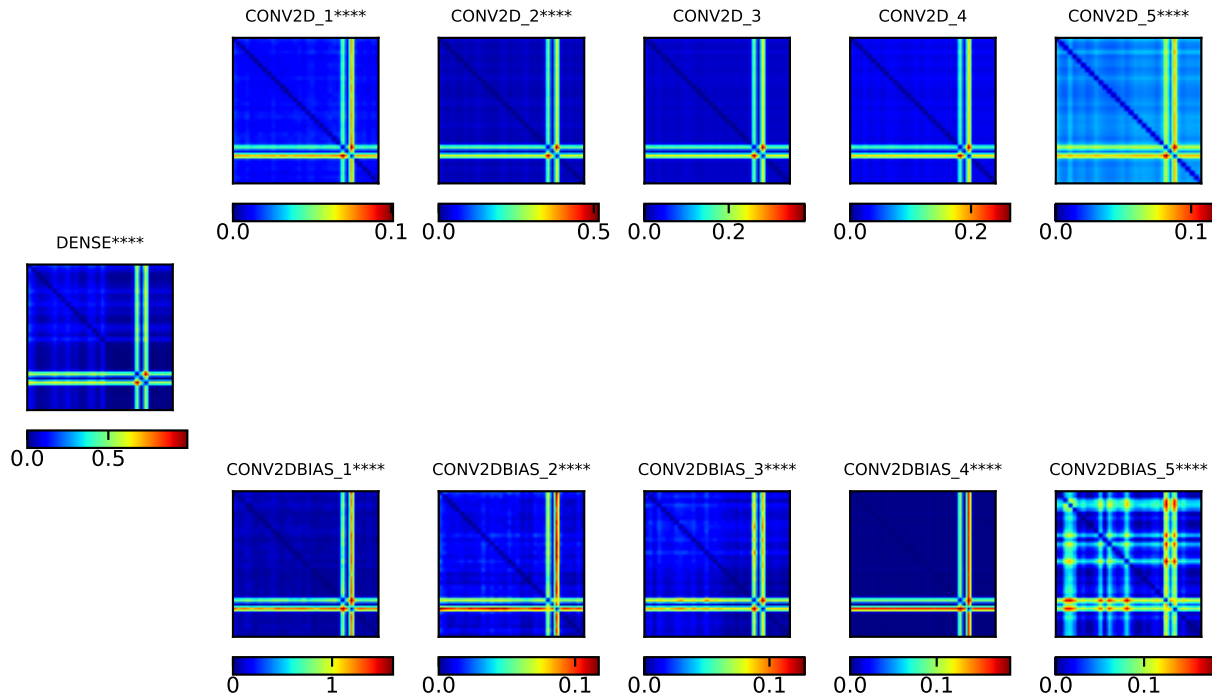 CONV2D_1**** CONV2D_2**** CONV2D_3 CONV2D_4 CONV2D_5****
0.0 0.1 0.0 0.5 0.0 0.2 0.0 0.2 0.0 0.1
DENSE****
0.0 0.5
CONV2DBIAS_1**** CONV2DBIAS_2**** CONV2DBIAS_3**** CONV2DBIAS_4**** CONV2DBIAS_5****
0 1 0.0 0.1 0.0 0.1 0.0 0.1 0.0 0.1